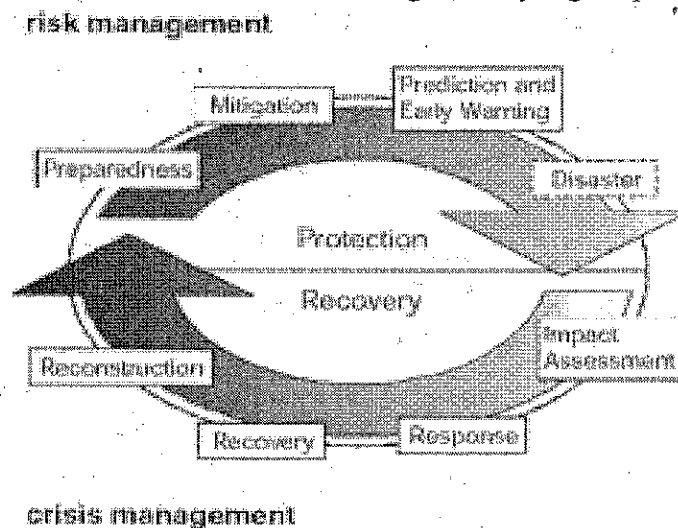 risk management
Mitigation
Prediction and
Early Warning
Preparedness
Disaster
Protection
Recovery
Impact
Assessment
Reconstruction
Recovery
Response
crisis management